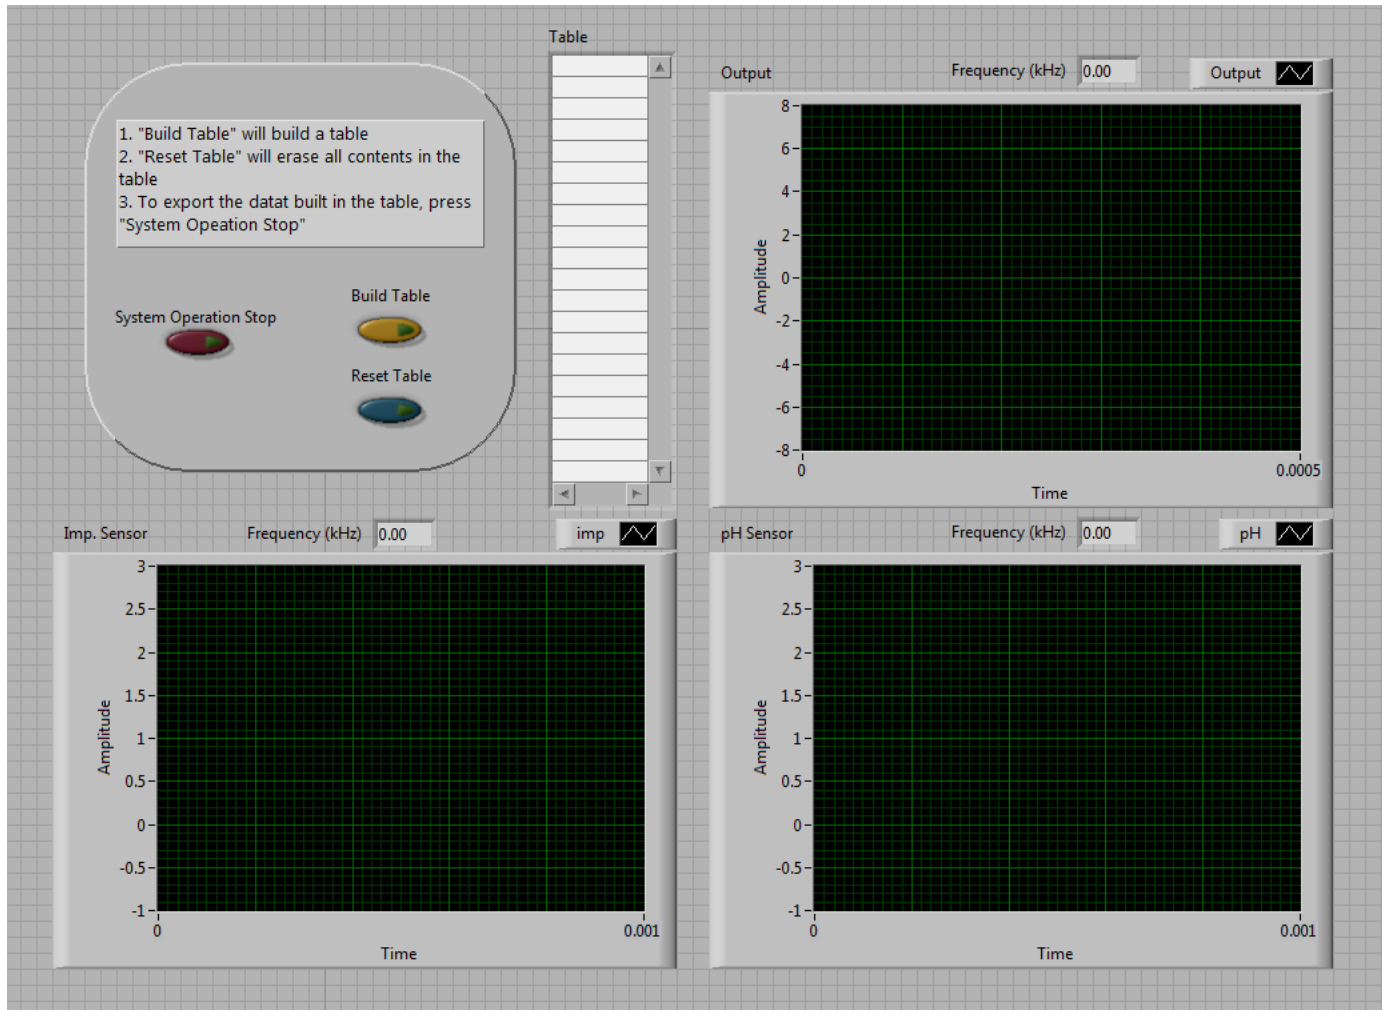 Table
1. "Build Table" will build a table
2. "Reset Table" will erase all contents in the
table
3. To export the datat built in the table, press
"System Opeation Stop"
Build Table
System Operation Stop
Reset Table
Output
Frequency (kHz) 0.00
Output
8
6
4
2
0
-2
-4
-6
-8
Amplitude
0
0.0005
Time
Imp. Sensor
Frequency (kHz) 0.00
imp
3
2.5
2
1.5
1
0.5
0
-0.5
-1
Amplitude
0
0.001
Time
pH Sensor
Frequency (kHz) 0.00
pH
3
2.5
2
1.5
1
0.5
0
-0.5
-1
Amplitude
0
0.001
Time